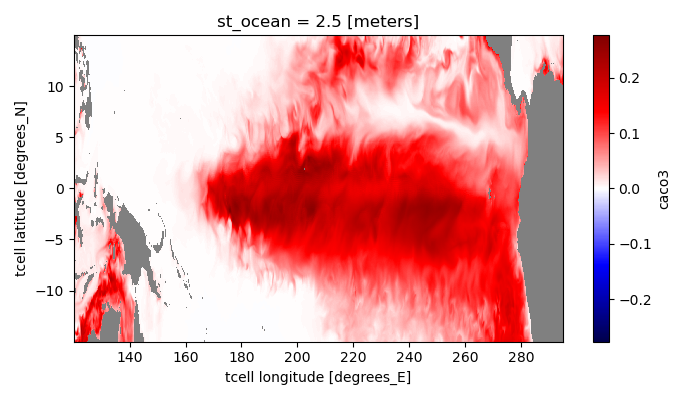 st_ocean = 2.5 [meters]
tcell latitude [degrees_N]
10
5
0
−5
−10
140 160 180 200 220 240 260 280
tcell longitude [degrees_E]
0.2
0.1
0.0
−0.1
−0.2
caco3